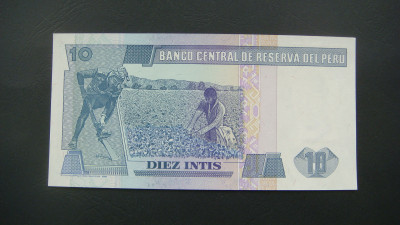 10
BANCO CENTRAL DE RESERVA DEL PERU
DIEZ INTIS
10